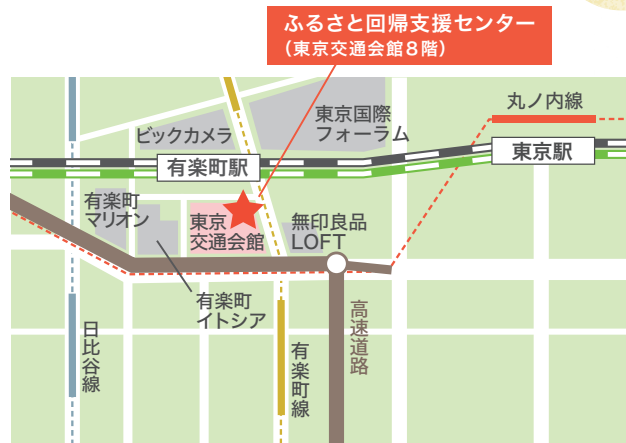 ふるさと回帰支援センター
（東京交通会館8階）
丸ノ内線
東京国際
フォーラム
ビックカメラ
有楽町駅
東京駅
有楽町
マリオン
東京
交通会館
無印良品
LOFT
有楽町
イトシア
日比谷線
有楽町線
高速道路